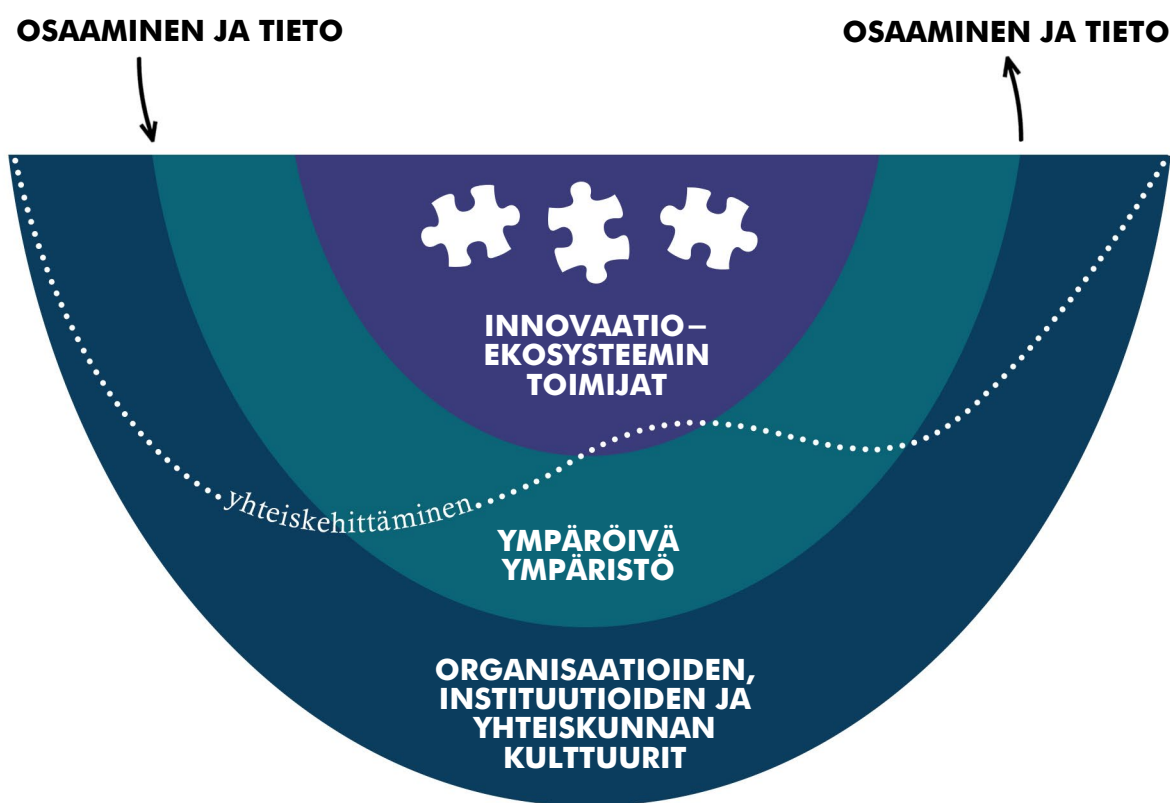 OSAAMINEN JA TIETO
OSAAMINEN JA TIETO
INNOVAATIO–
EKOSYSTEEMIN
TOIMIJAT
yhteiskehittäminen
YMPÄRÖIVÄ
YMPÄRISTÖ
ORGANISAATIOIDEN,
INSTITUUTIOIDEN JA
YHTEISKUNNAN
KULTTUURIT